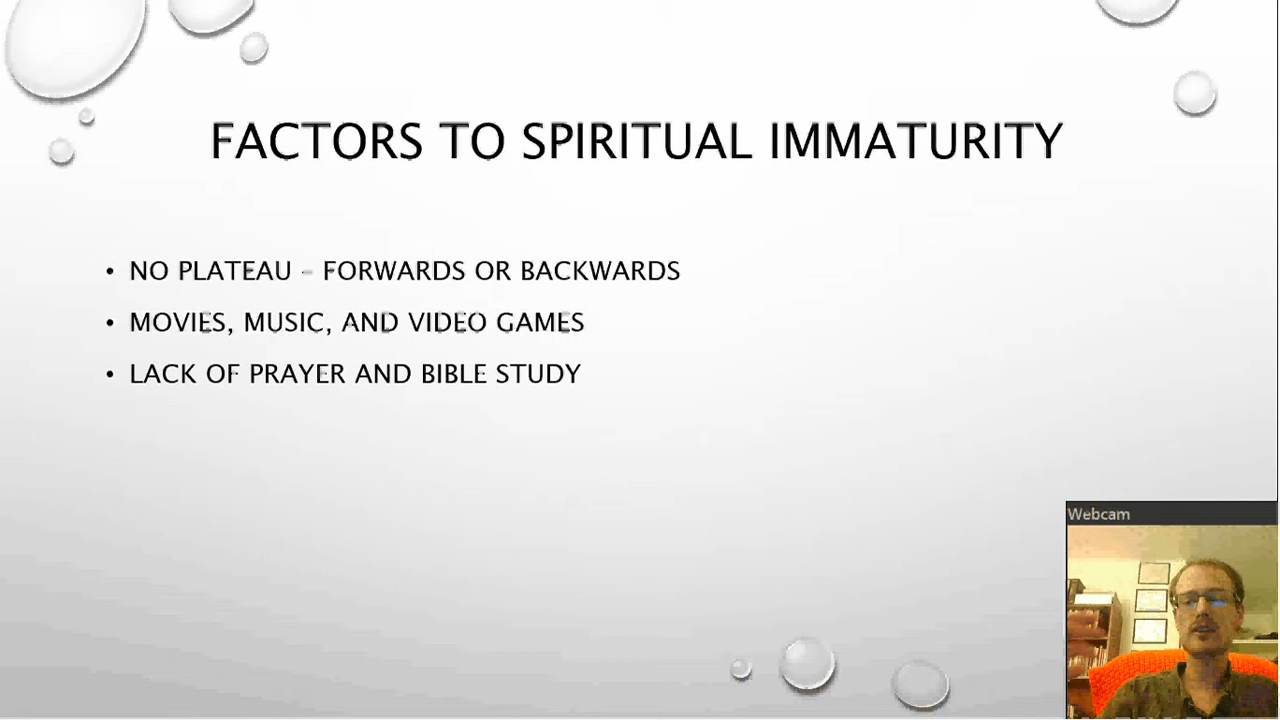 FACTORS TO SPIRITUAL IMMATURITY
• NO PLATEAU – FORWARDS OR BACKWARDS
• MOVIES, MUSIC, AND VIDEO GAMES
• LACK OF PRAYER AND BIBLE STUDY
Webcam